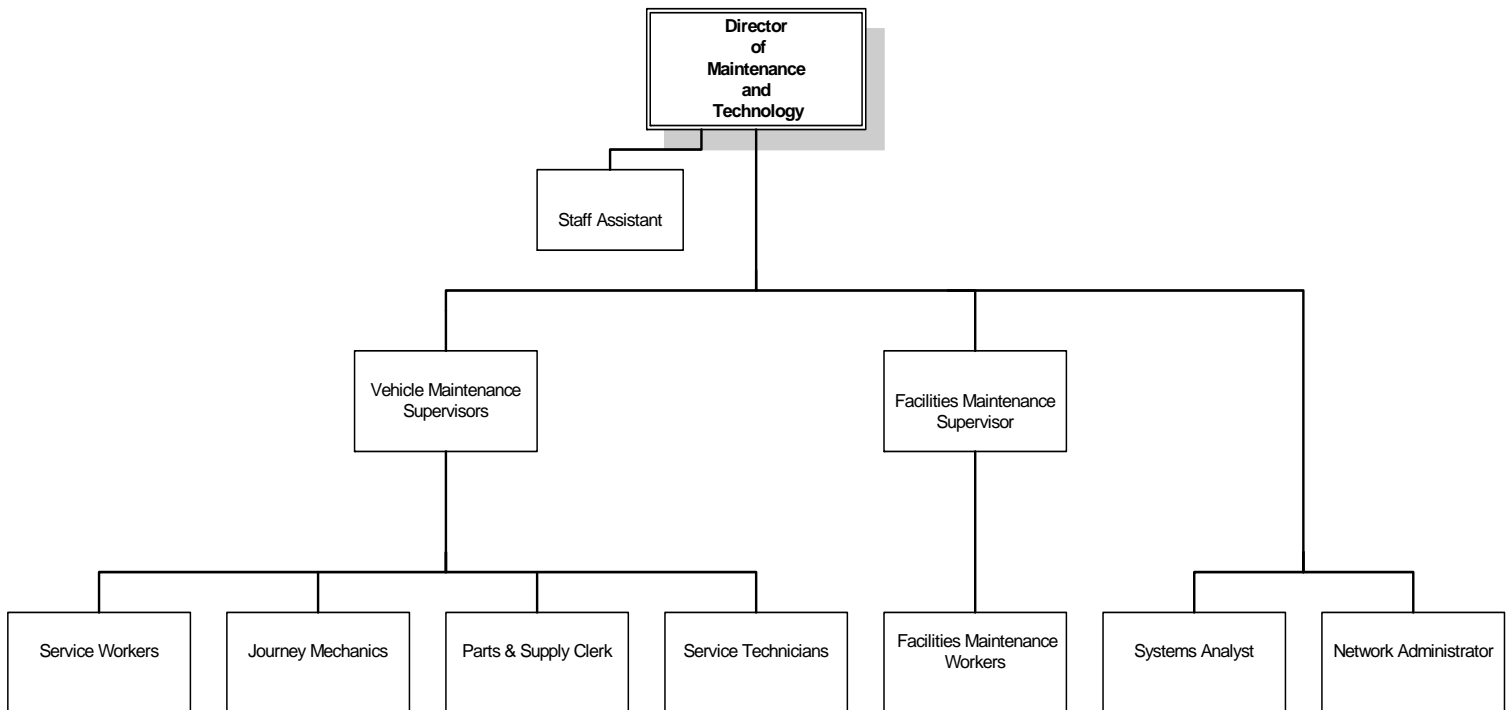 Director
of
Maintenance
and
Technology
Staff Assistant
Vehicle Maintenance
Supervisors
Facilities Maintenance
Supervisor
Service Workers
Journey Mechanics
Parts & Supply Clerk
Service Technicians
Facilities Maintenance
Workers
Systems Analyst
Network Administrator